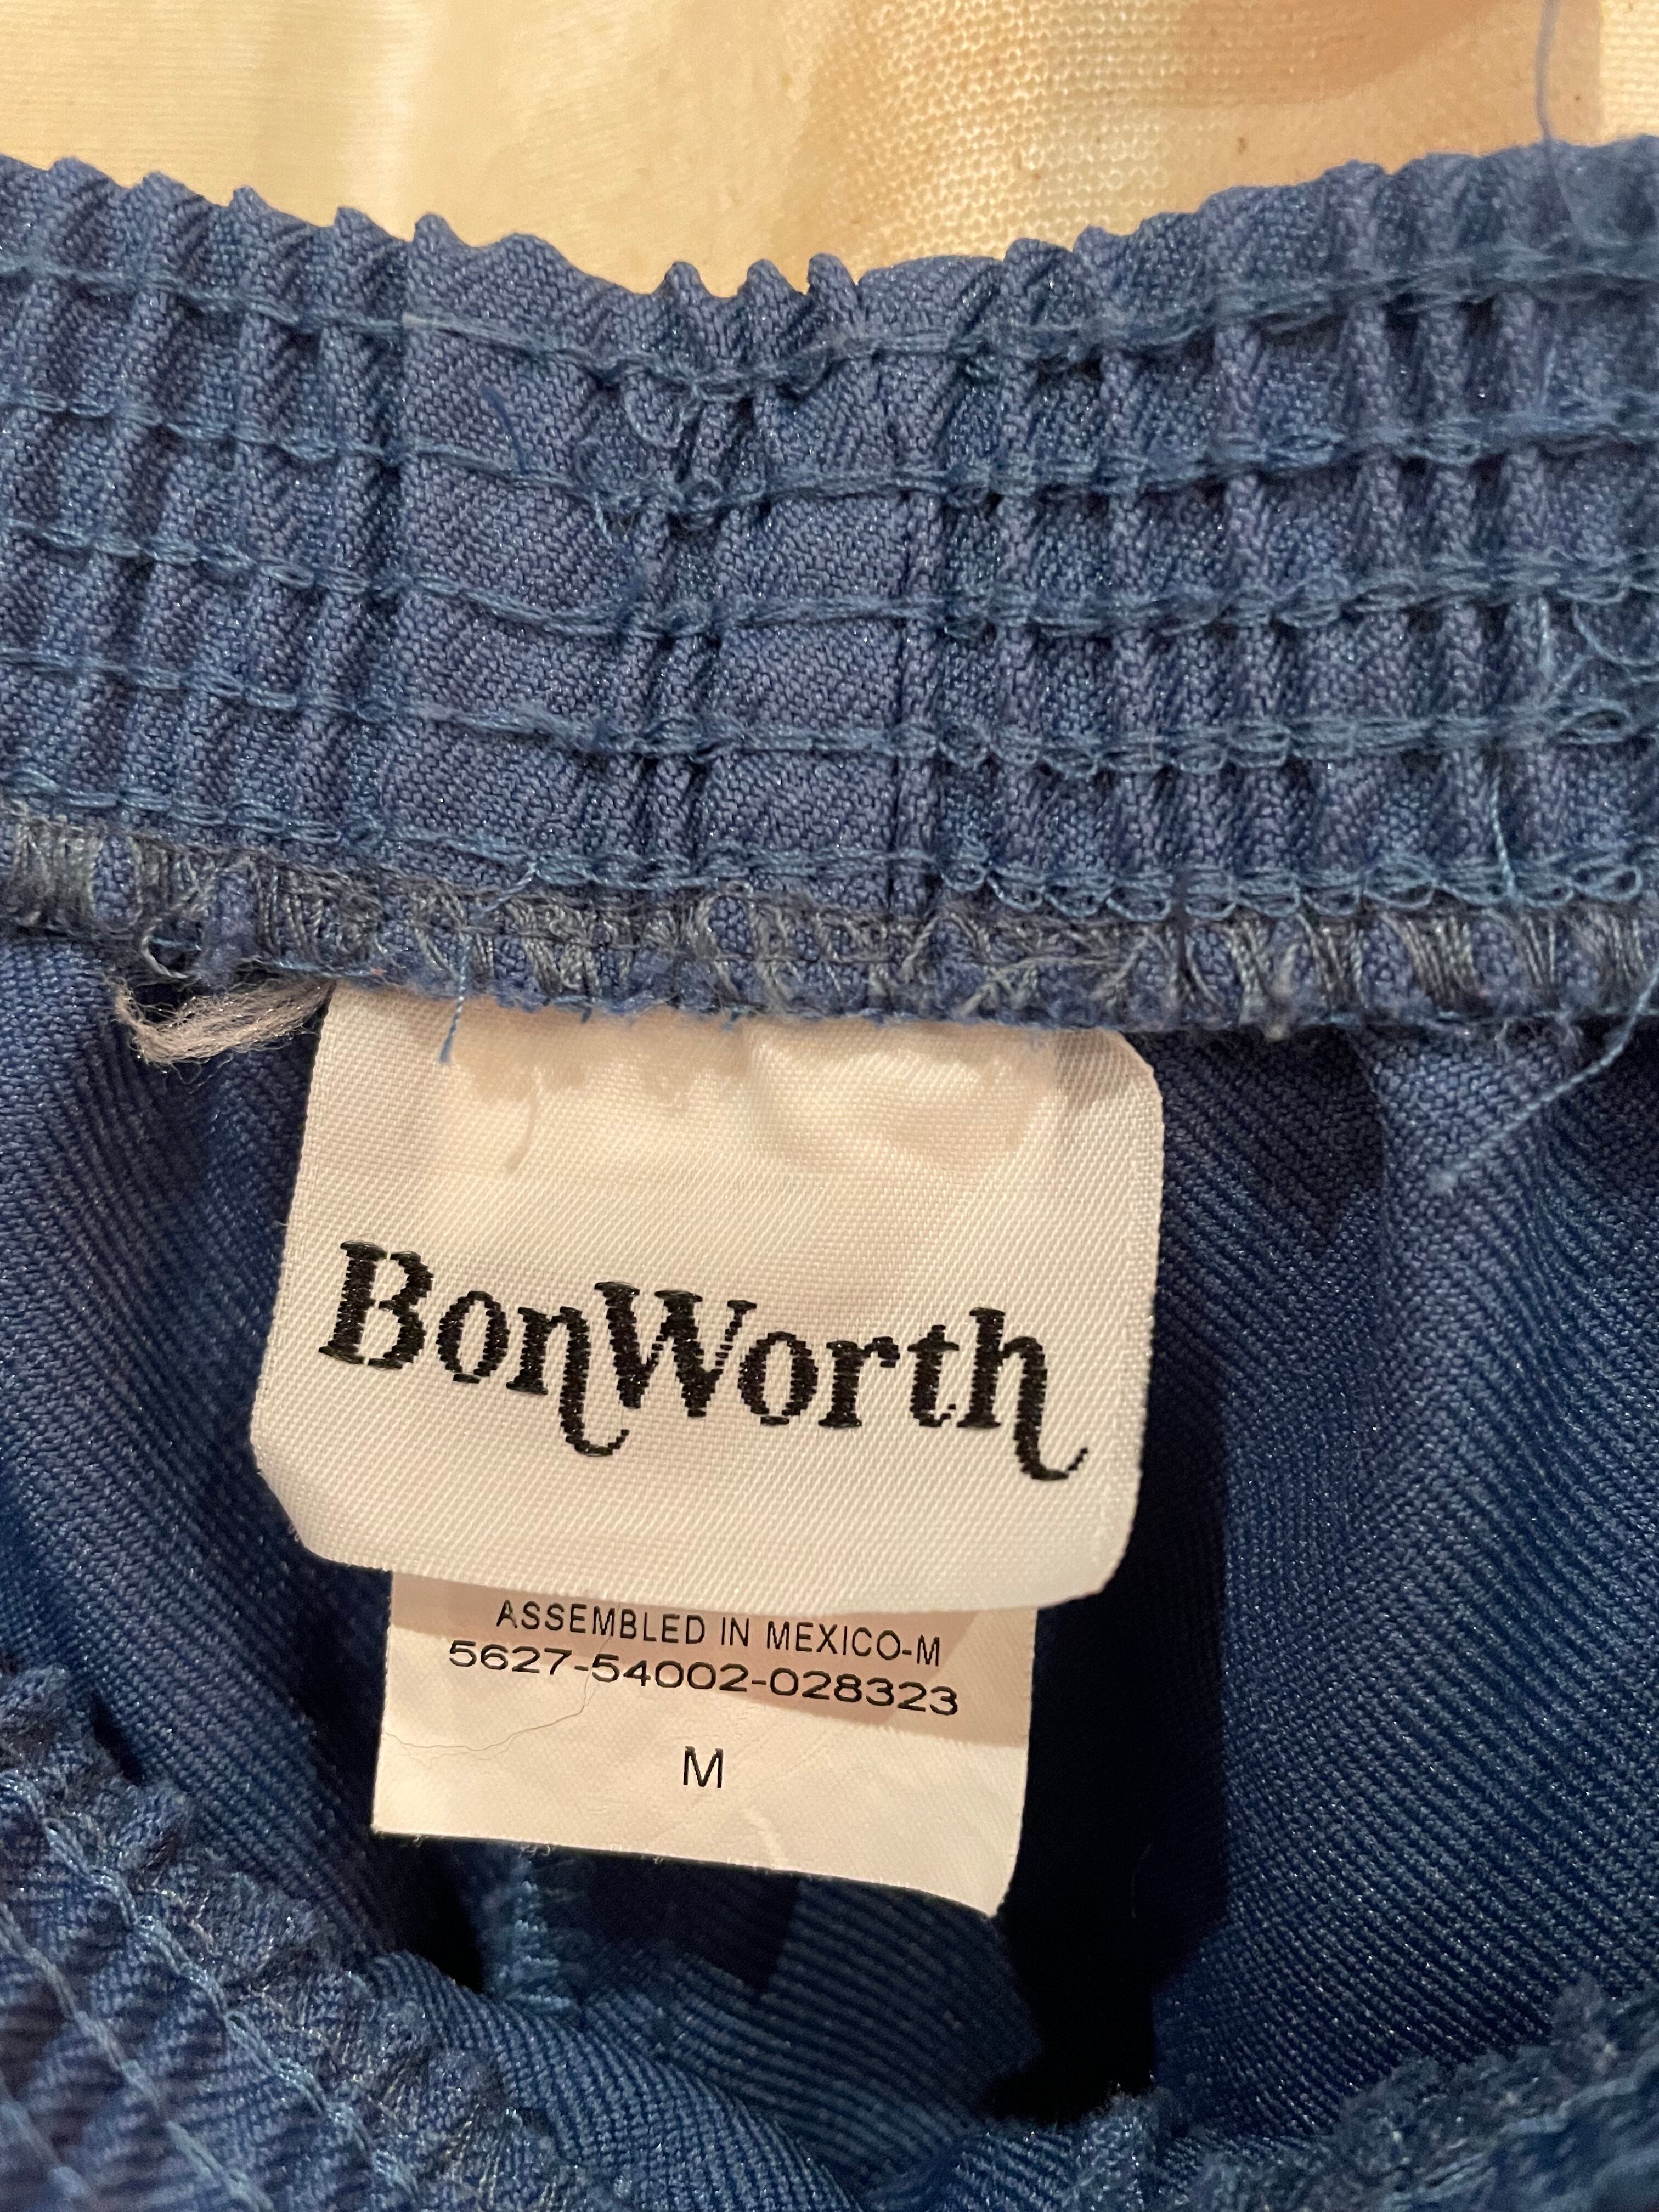 BonWorth
ASSEMBLED IN MEXICO-M
5627-54002-028323
M